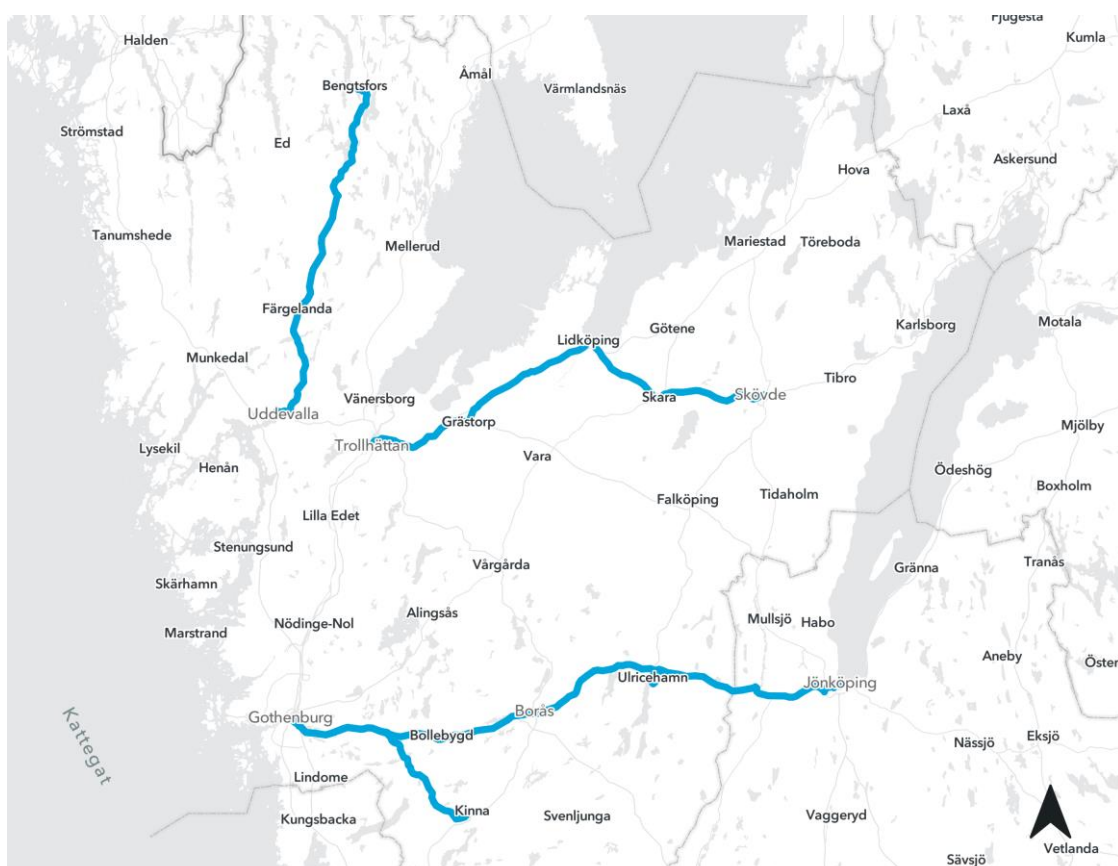 Fjugesta
Halden
Kumla
Åmål
Bengtsfors
Värmlandsnäs
Laxå
Strömstad
Ed
Askersund
Hova
Tanumshede
Mellerud
Mariestad
Töreboda
Färgelanda
Karlsborg
Motala
Götene
Lidköping
Munkedal
Tibro
Vänersborg
Skara
Skövde
Uddevalla
Grästorp
Mjölby
Trollhättan
Lysekil
Vara
Henån
Ödeshög
Boxholm
Falköping
Tidaholm
Lilla Edet
Stenungsund
Vårgårda
Gränna
Tranås
Skärhamn
Alingsås
Mullsjö
Habo
Nödinge-Nol
Marstrand
Aneby
Öster
Ulricehamn
Jönköping
Borås
Gothenburg
Kattegat
Bollebygd
Eksjö
Nässjö
Lindome
Kinna
Svenljunga
Vaggeryd
Kungsbacka
Vetlanda
Sävsjö